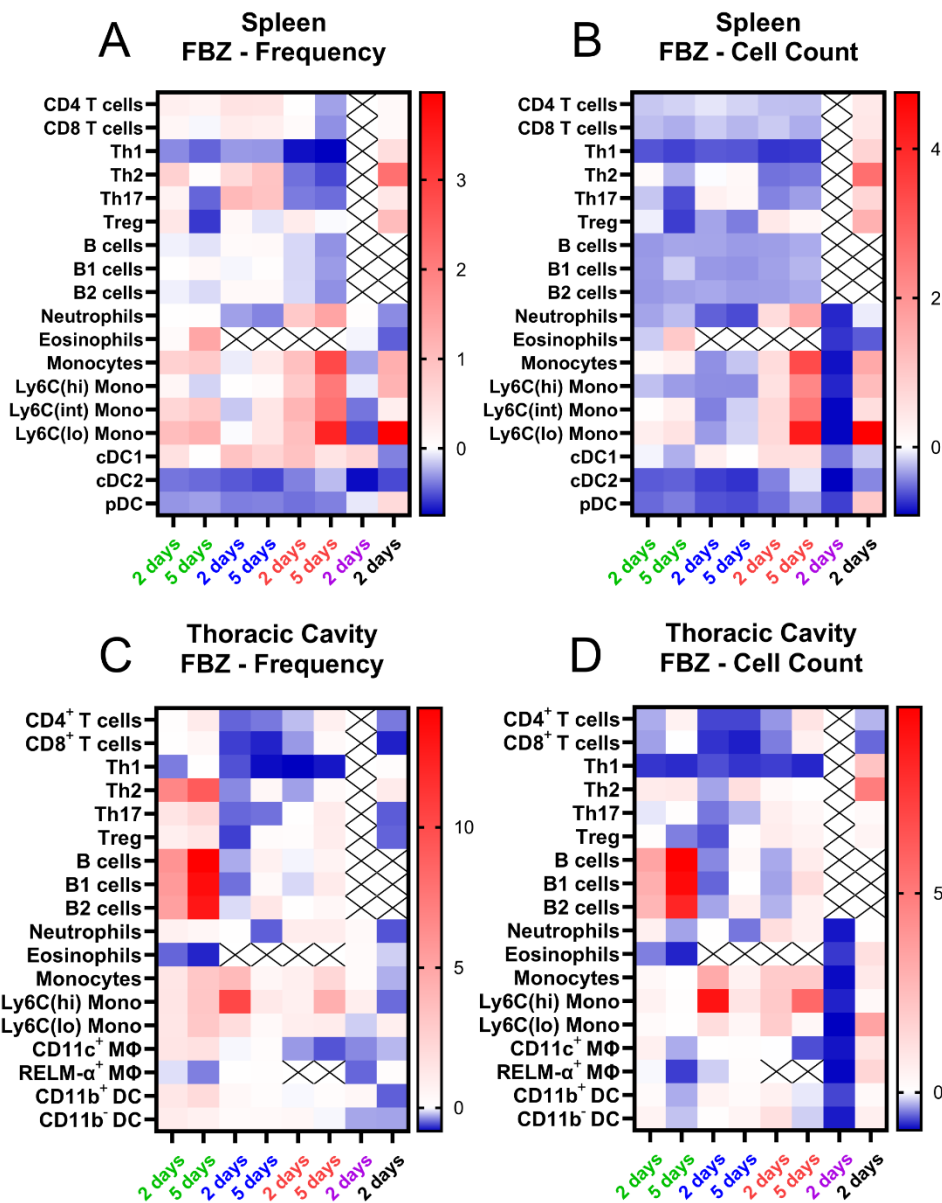 A
Spleen
FBZ - Frequency
CD4 T cells
CD8 T cells
Th1
Th2
Th17
Treg
B cells
B1 cells
B2 cells
Neutrophils
Eosinophils
Monocytes
Ly6C(hi) Mono
Ly6C(int) Mono
Ly6C(lo) Mono
cDC1
cDC2
pDC
3
2
1
0
2 days
5 days
2 days
5 days
2 days
5 days
2 days
2 days
B
Spleen
FBZ - Cell Count
CD4 T cells
CD8 T cells
Th1
Th2
Th17
Treg
B cells
B1 cells
B2 cells
Neutrophils
Eosinophils
Monocytes
Ly6C(hi) Mono
Ly6C(int) Mono
Ly6C(lo) Mono
cDC1
cDC2
pDC
4
2
0
2 days
5 days
2 days
5 days
2 days
5 days
2 days
2 days
C
Thoracic Cavity
FBZ - Frequency
CD4⁺ T cells
CD8⁺ T cells
Th1
Th2
Th17
Treg
B cells
B1 cells
B2 cells
Neutrophils
Eosinophils
Monocytes
Ly6C(hi) Mono
Ly6C(lo) Mono
CD11c⁺ MΦ
RELM-α⁺ MΦ
CD11b⁺ DC
CD11b⁻ DC
10
5
0
2 days
5 days
2 days
5 days
2 days
5 days
2 days
2 days
D
Thoracic Cavity
FBZ - Cell Count
CD4⁺ T cells
CD8⁺ T cells
Th1
Th2
Th17
Treg
B cells
B1 cells
B2 cells
Neutrophils
Eosinophils
Monocytes
Ly6C(hi) Mono
Ly6C(lo) Mono
CD11c⁺ MΦ
RELM-α⁺ MΦ
CD11b⁺ DC
CD11b⁻ DC
5
0
2 days
5 days
2 days
5 days
2 days
5 days
2 days
2 days